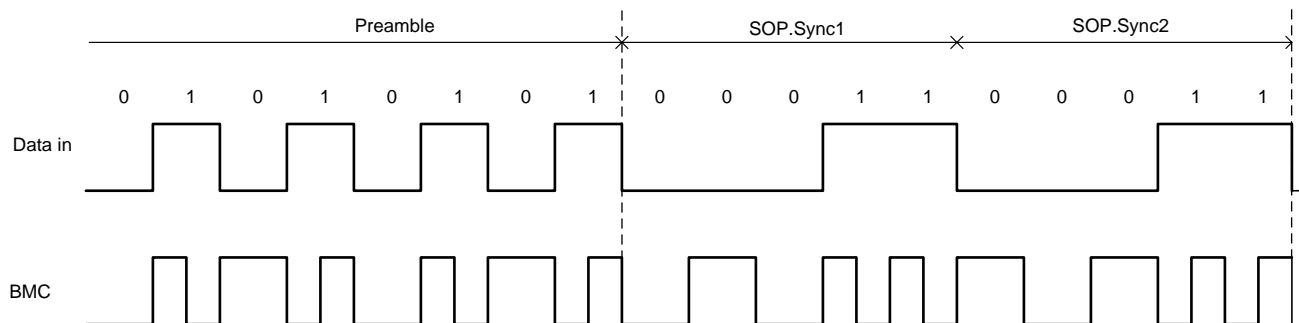 Preamble SOP.Sync1 SOP.Sync2
0 1 0 1 0 1 0 1 0 0 0 1 1 0 0 0 1 1
Data in
BMC